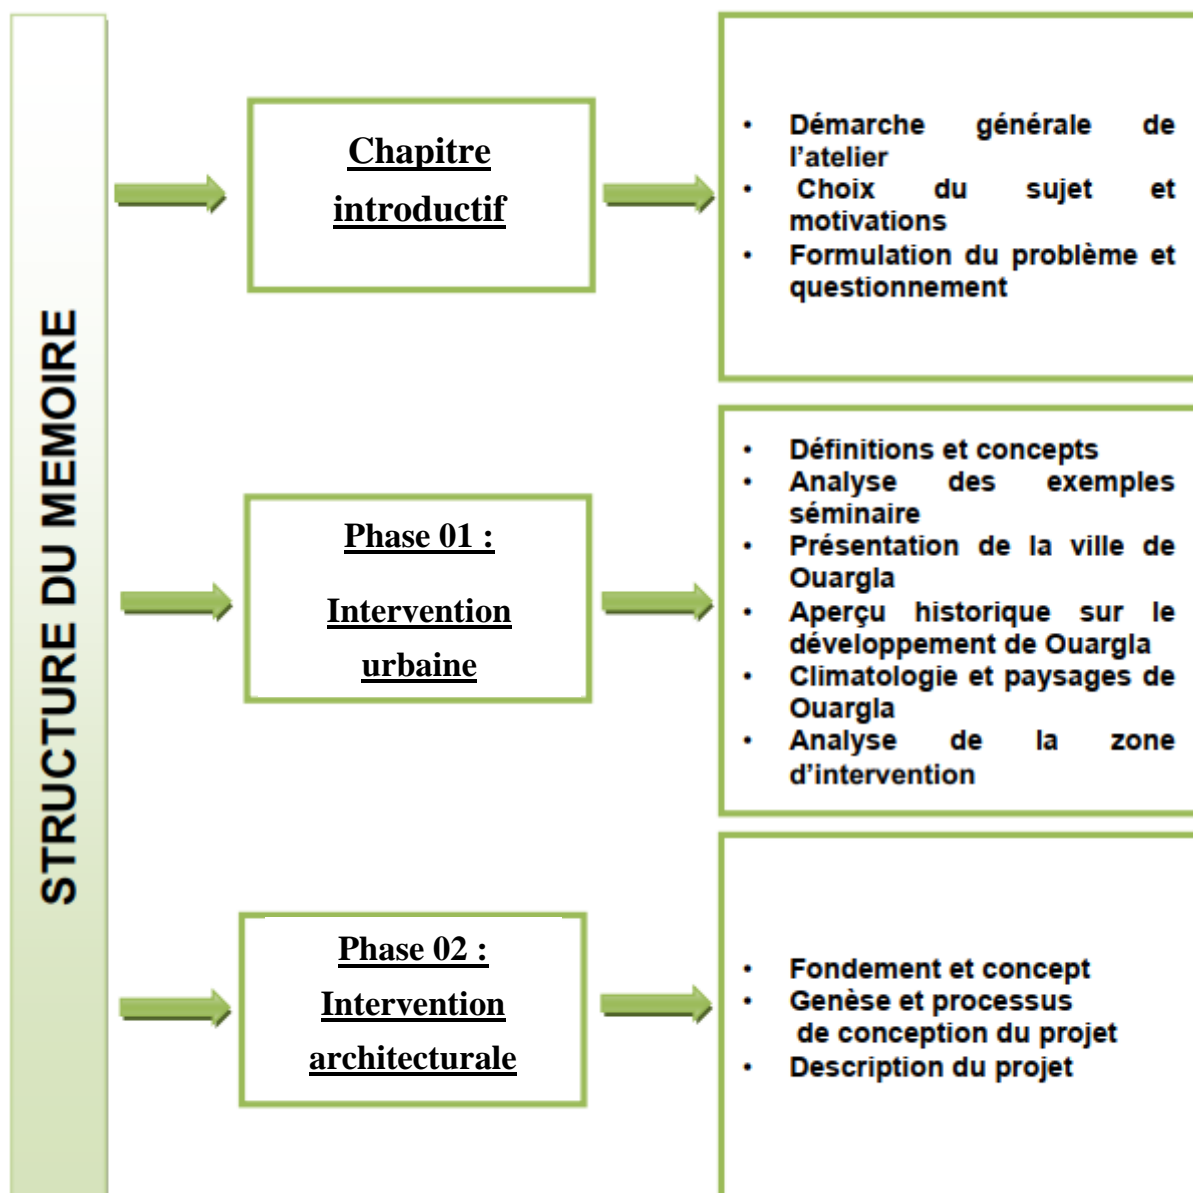 STRUCTURE DU MEMOIRE
Chapitre
introductif
• Démarche générale de
l'atelier
• Choix du sujet et
motivations
• Formulation du problème et
questionnement
Phase 01 :
Intervention
urbaine
• Définitions et concepts
• Analyse des exemples
séminaire
• Présentation de la ville de
Ouargla
• Aperçu historique sur le
développement de Ouargla
• Climatologie et paysages de
Ouargla
• Analyse de la zone
d'intervention
Phase 02 :
Intervention
architecturale
• Fondement et concept
• Genèse et processus
de conception du projet
• Description du projet